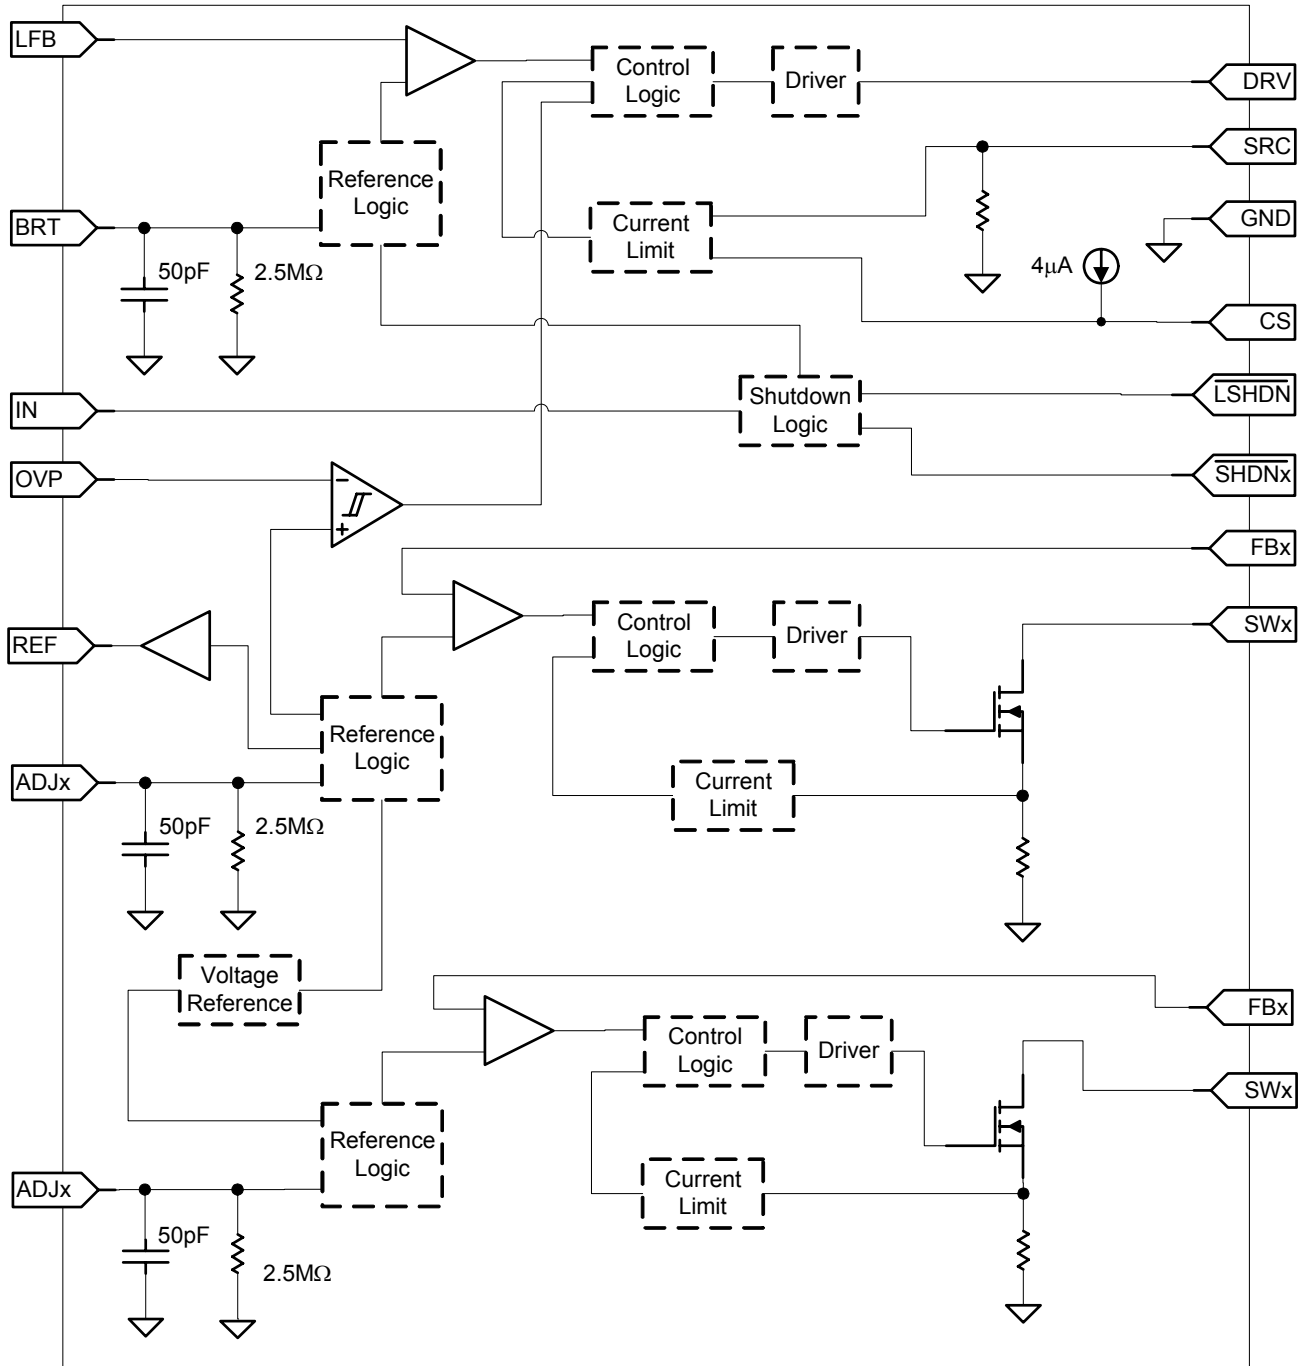 LFB
Control
Logic
Driver
DRV
SRC
Reference
Logic
BRT
Current
Limit
GND
50pF
2.5MΩ
4μA
CS
IN
Shutdown
Logic
LSHDN
OVP
SHDNx
−
+
FBx
REF
Control
Logic
Driver
SWx
Reference
Logic
ADJx
Current
Limit
50pF
2.5MΩ
Voltage
Reference
FBx
Control
Logic
Driver
SWx
Reference
Logic
ADJx
Current
Limit
50pF
2.5MΩ